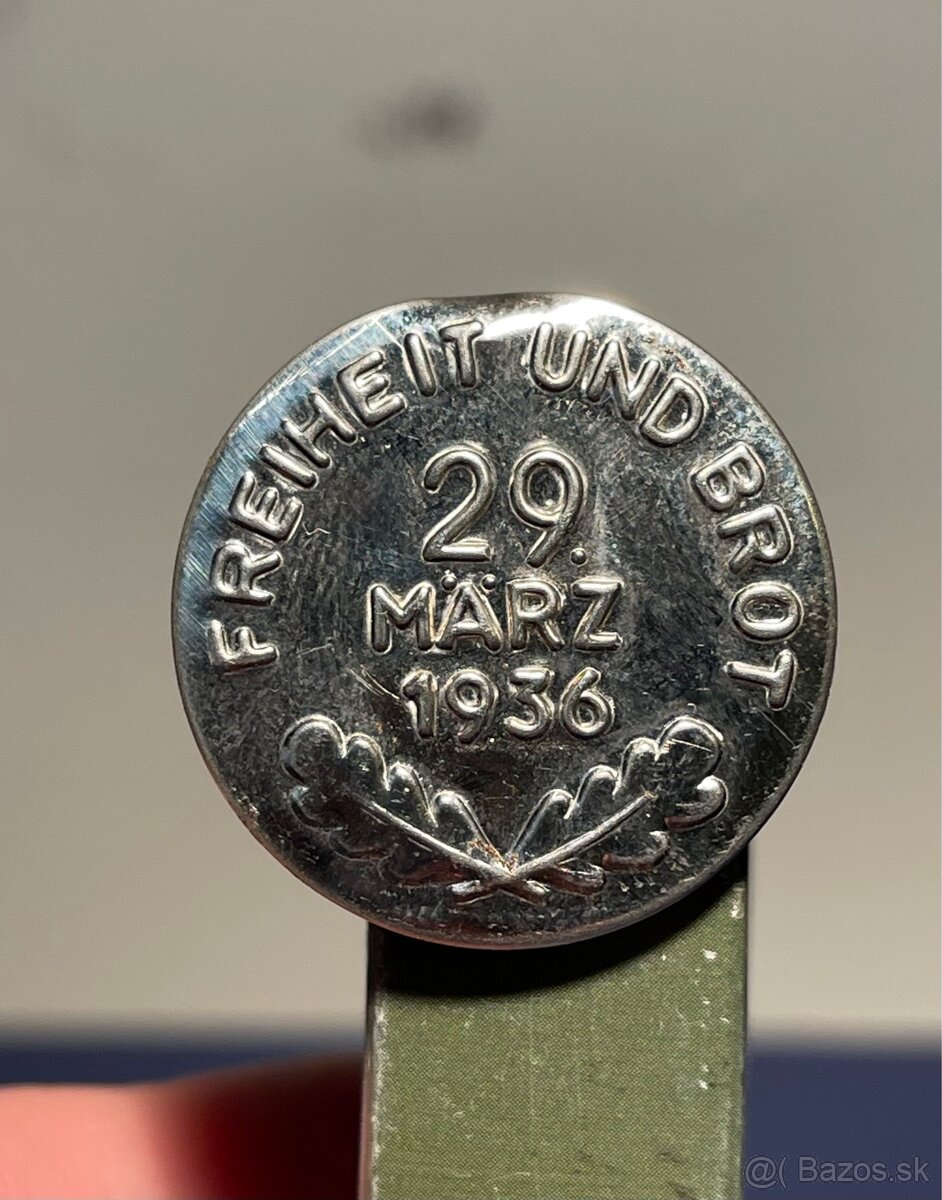 FREIHEIT UND BROT
29.
MÄRZ
1936
@( Bazos.sk